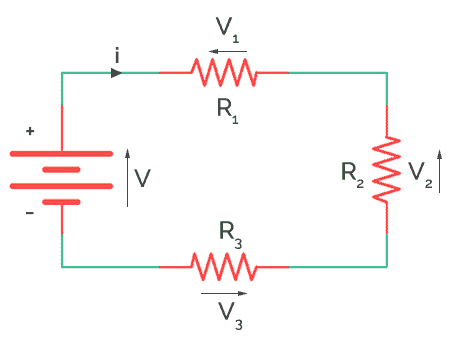 V₁
i
R₁
+
V
R₂
V₂
−
R₃
V₃